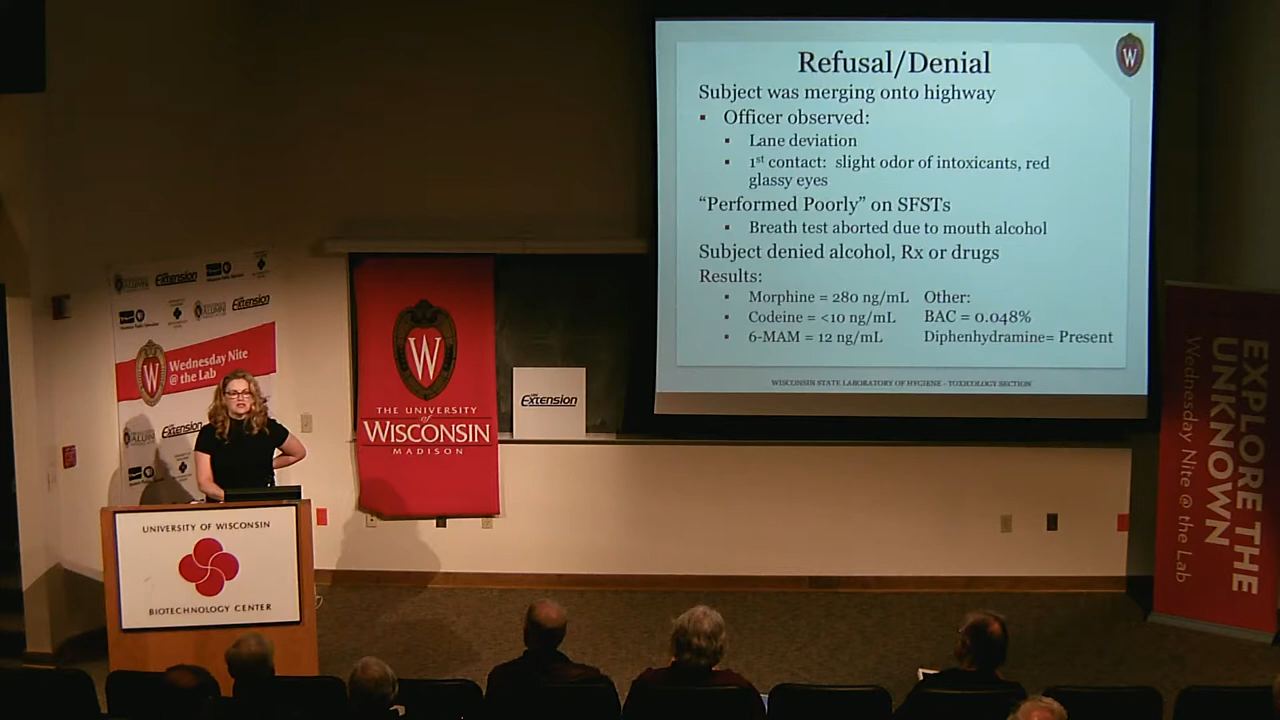 Refusal/Denial
W
Subject was merging onto highway
▪ Officer observed:
▪ Lane deviation
▪ 1st contact: slight odor of intoxicants, red
glassy eyes
“Performed Poorly” on SFSTs
▪ Breath test aborted due to mouth alcohol
Subject denied alcohol, Rx or drugs
Results:
▪ Morphine = 280 ng/mL Other:
▪ Codeine = <10 ng/mL BAC = 0.048%
▪ 6-MAM = 12 ng/mL Diphenhydramine= Present
WISCONSIN STATE LABORATORY OF HYGIENE - TOXICOLOGY SECTION
Extension
Extension
W
Wednesday Nite
@ the Lab
Extension
W
THE UNIVERSITY
of
WISCONSIN
MADISON
Extension
UNIVERSITY OF WISCONSIN
BIOTECHNOLOGY CENTER
EXPLORE THE
UNKNOWN
Wednesday Nite @ the Lab